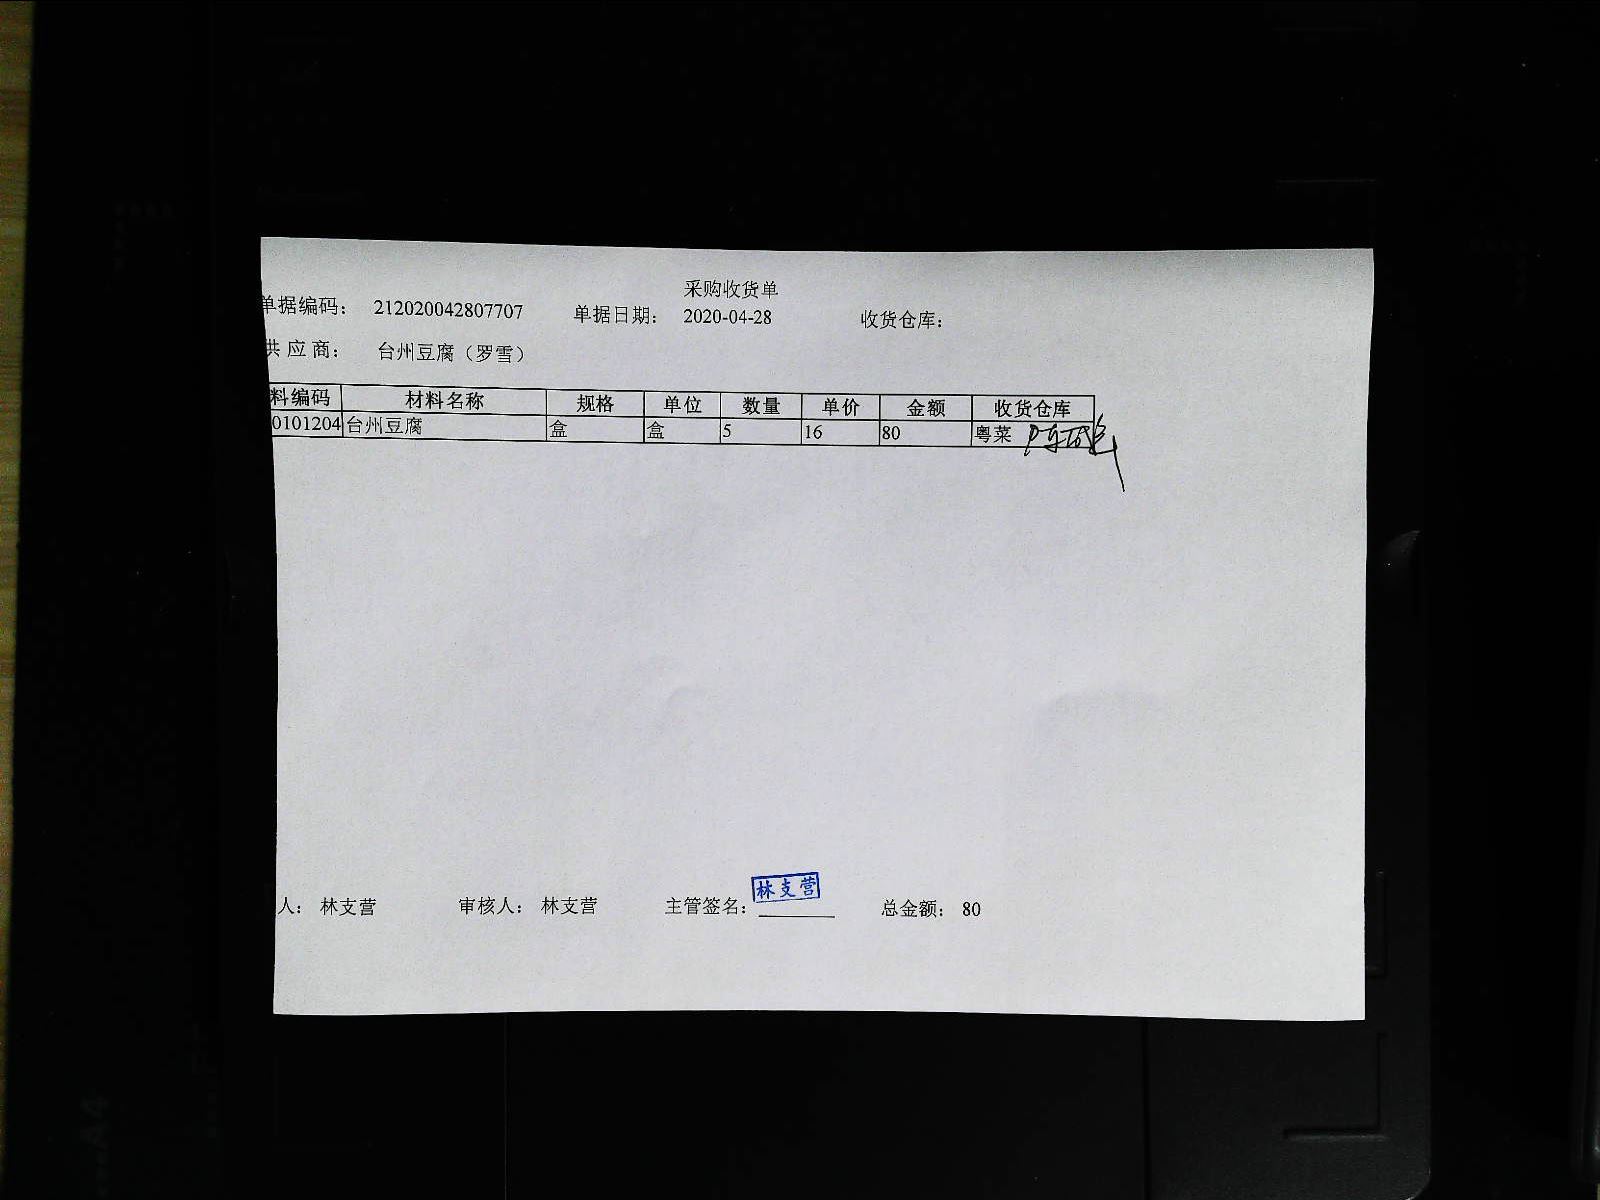 采购收货单
单据编码： 212020042807707 单据日期： 2020-04-28 收货仓库：
供 应 商： 台州豆腐（罗雪）
料编码 材料名称 规格 单位 数量 单价 金额 收货仓库
0101204 台州豆腐 盒 盒 5 16 80 粤菜
人： 林支营 审核人： 林支营 主管签名： 林支营 总金额： 80